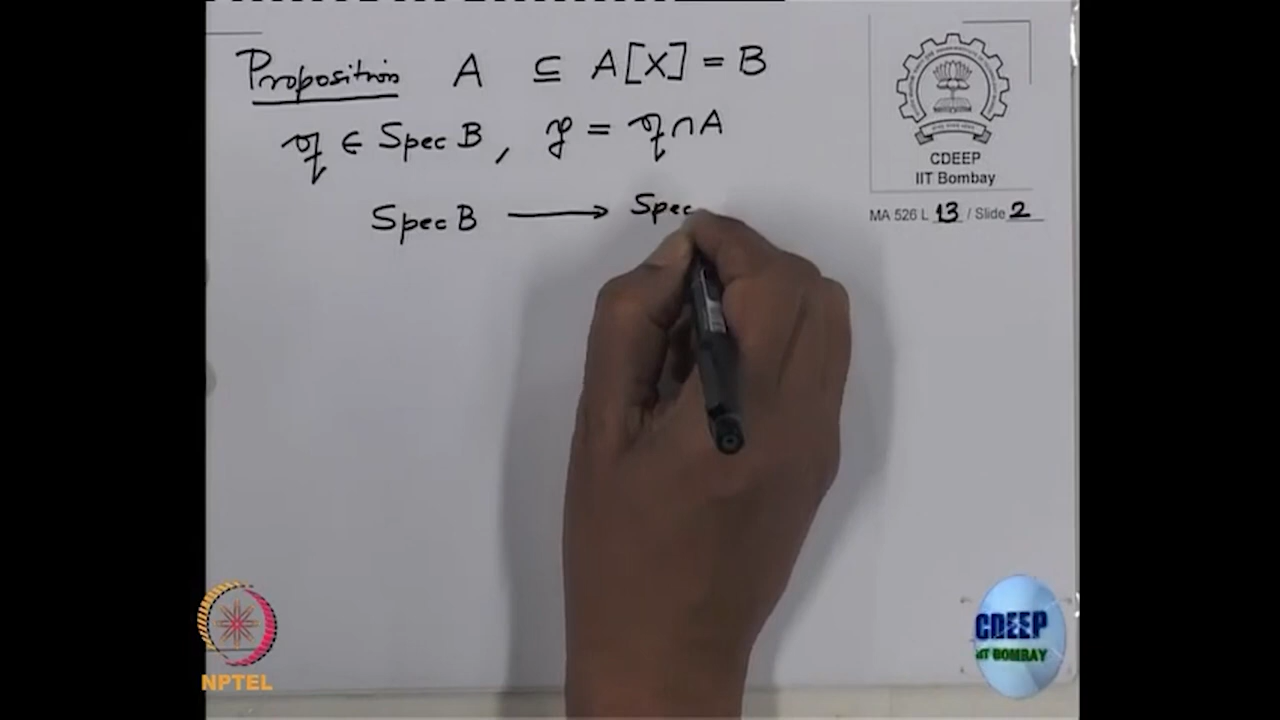 Proposition A ⊆ A[X] = B
𝔮 ∈ Spec B, 𝔭 = 𝔮 ∩ A
Spec B ⟶ Spec
CDEEP
IIT Bombay
MA 526 L 13 / Slide 2
NPTEL
CDEEP
IIT BOMBAY